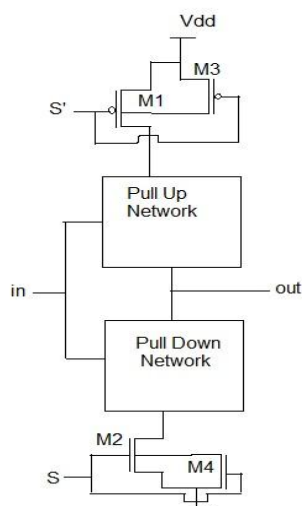 Vdd
M3
M1
S'
Pull Up
Network
in
out
Pull Down
Network
M2
M4
S